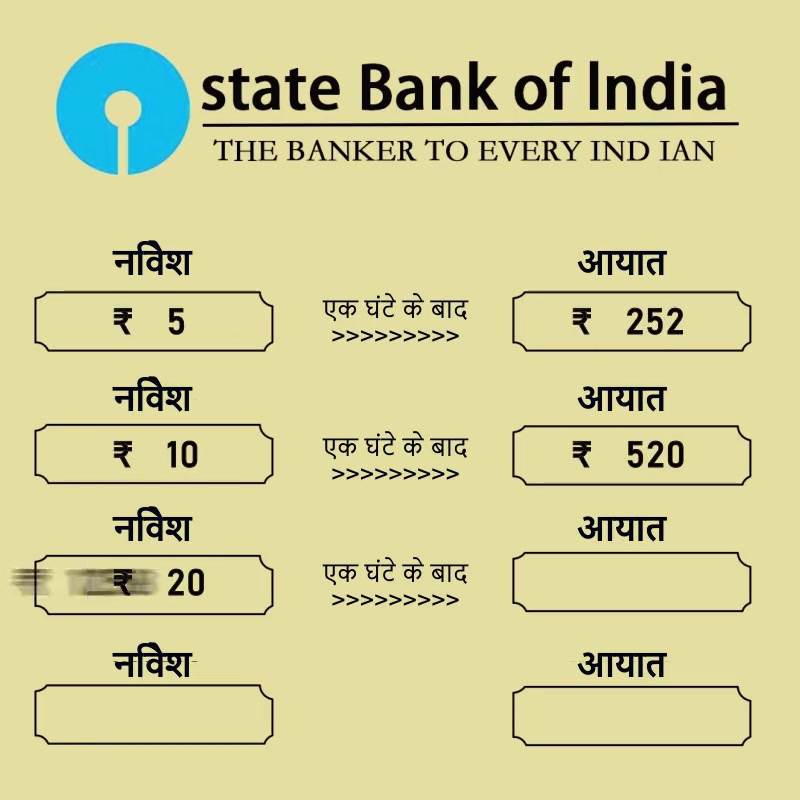 state Bank of India
THE BANKER TO EVERY IND IAN
नविेश आयात
₹ 5 एक घंटे के बाद ₹ 252
>>>>>>>>>
नविेश आयात
₹ 10 एक घंटे के बाद ₹ 520
>>>>>>>>>
नविेश आयात
₹ 20 एक घंटे के बाद
>>>>>>>>>
नविेश आयात